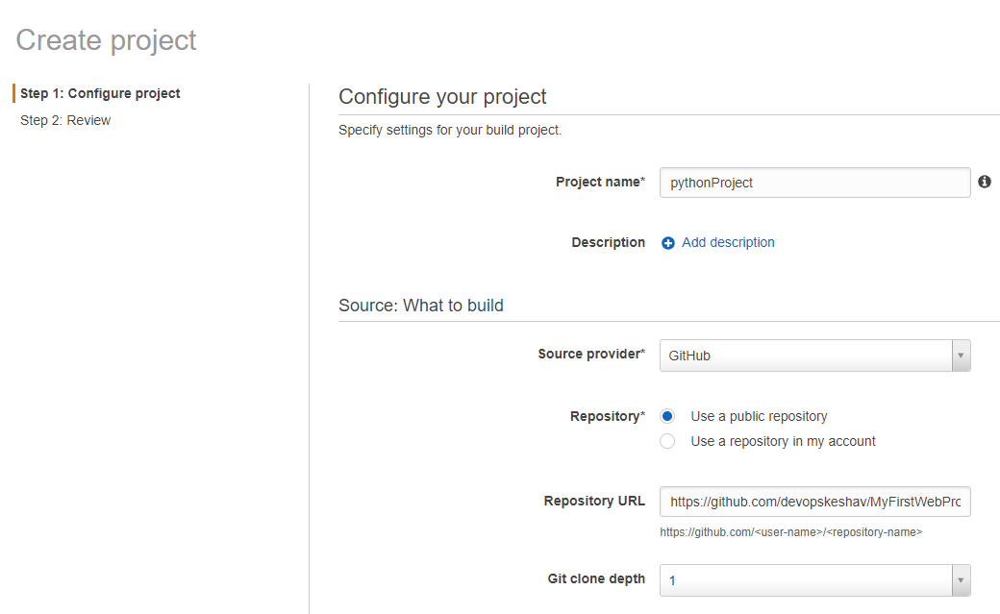 Create project
Step 1: Configure project
Step 2: Review
Configure your project
Specify settings for your build project.
Project name* pythonProject
Description Add description
Source: What to build
Source provider* GitHub
Repository* Use a public repository
Use a repository in my account
Repository URL https://github.com/devopskeshav/MyFirstWebPro
https://github.com/<user-name>/<repository-name>
Git clone depth 1